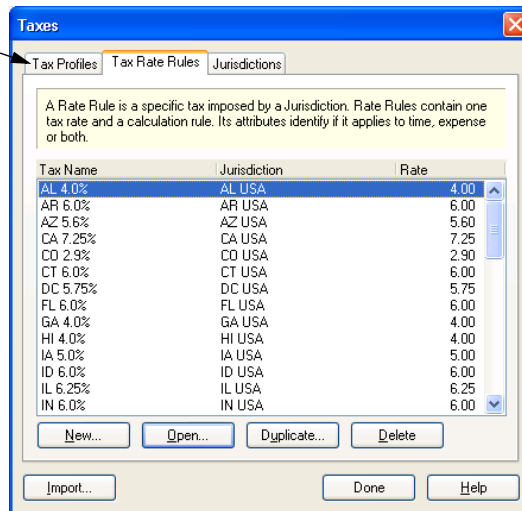 Taxes
Tax Profiles Tax Rate Rules Jurisdictions
A Rate Rule is a specific tax imposed by a Jurisdiction. Rate Rules contain one
tax rate and a calculation rule. Its attributes identify if it applies to time, expense
or both.
Tax Name Jurisdiction Rate
AL 4.0% AL USA 4.00
AR 6.0% AR USA 6.00
AZ 5.6% AZ USA 5.60
CA 7.25% CA USA 7.25
CO 2.9% CO USA 2.90
CT 6.0% CT USA 6.00
DC 5.75% DC USA 5.75
FL 6.0% FL USA 6.00
GA 4.0% GA USA 4.00
HI 4.0% HI USA 4.00
IA 5.0% IA USA 5.00
ID 6.0% ID USA 6.00
IL 6.25% IL USA 6.25
IN 6.0% IN USA 6.00
New... Open... Duplicate... Delete
Import... Done Help